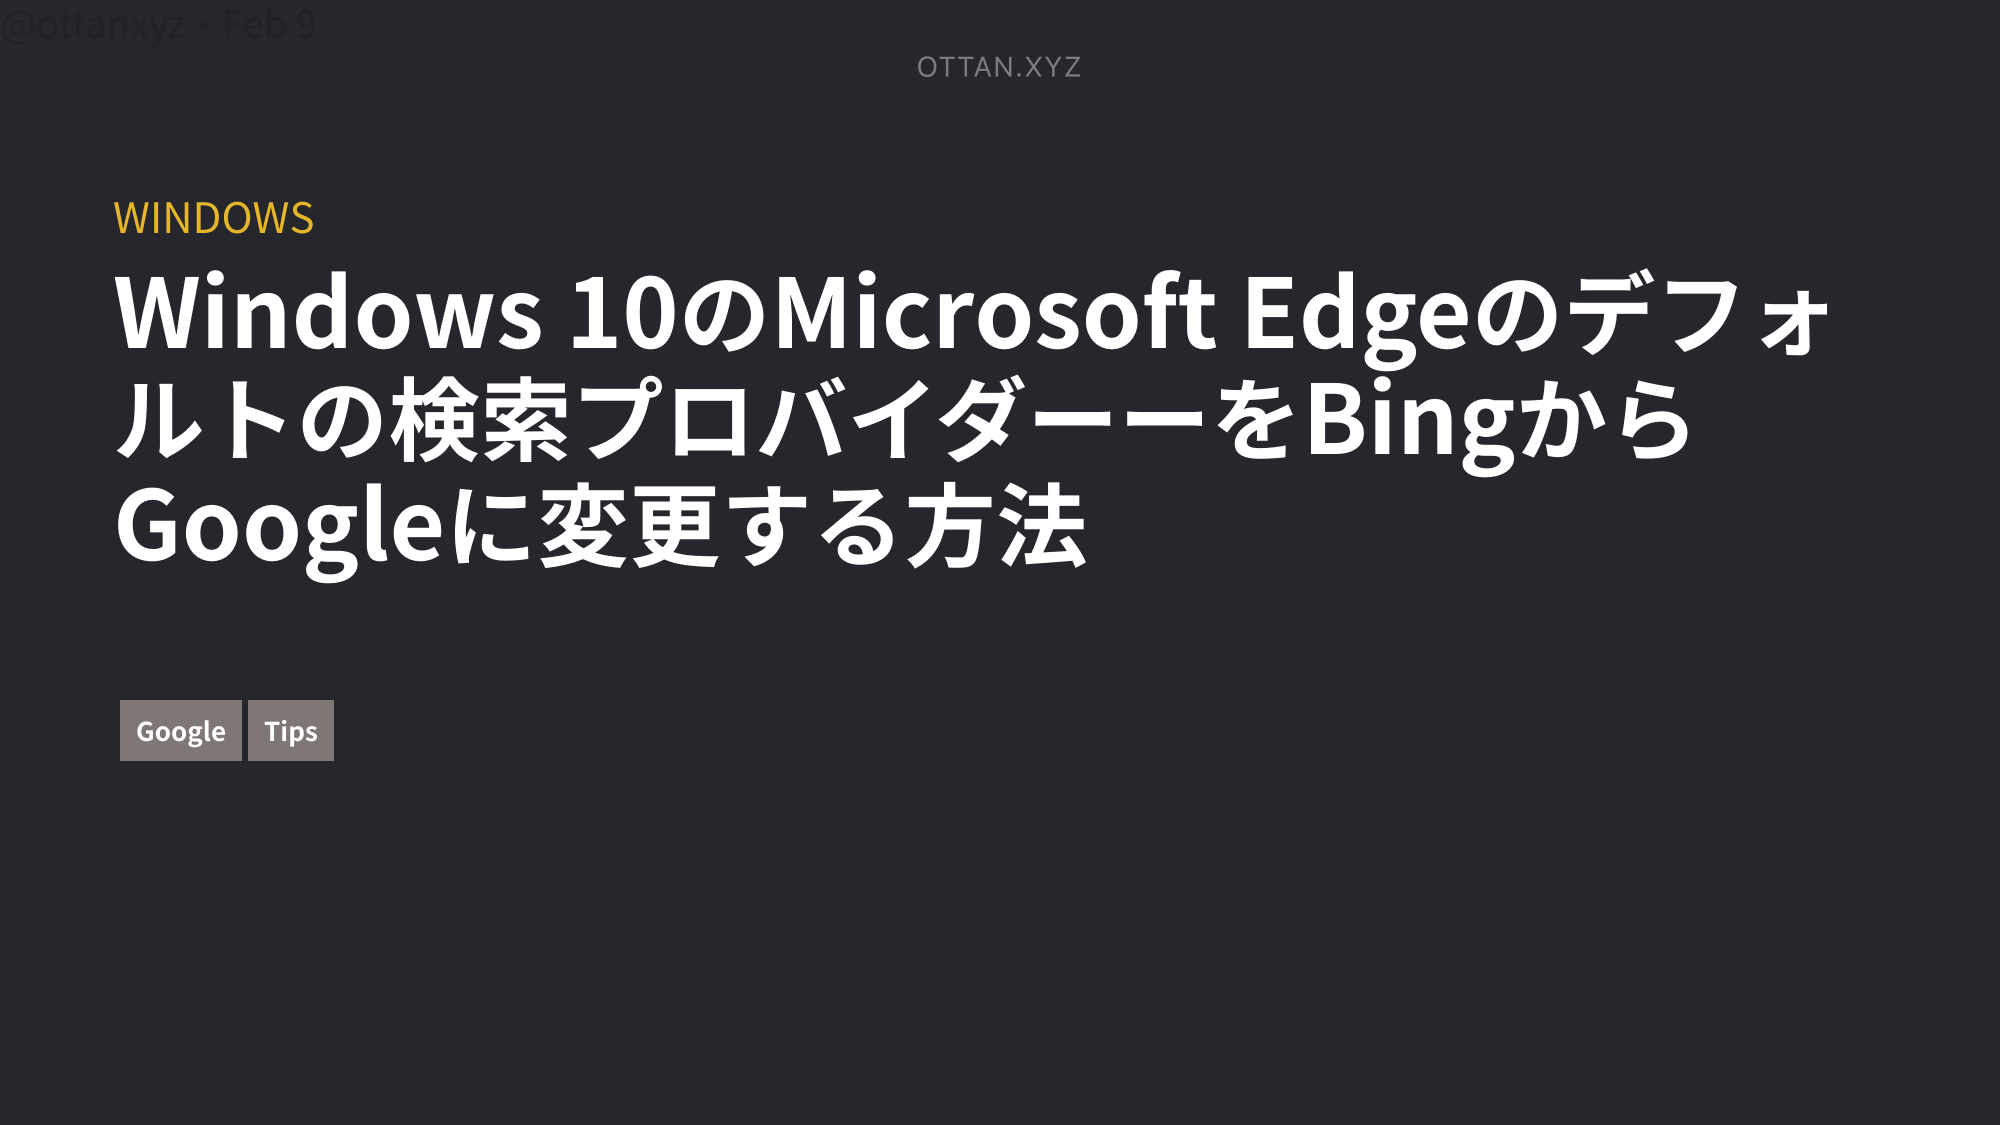 @ottanxyz・Feb 9
OTTAN.XYZ
WINDOWS
Windows 10のMicrosoft Edgeのデフォ
ルトの検索プロバイダーーをBingから
Googleに変更する方法
Google Tips